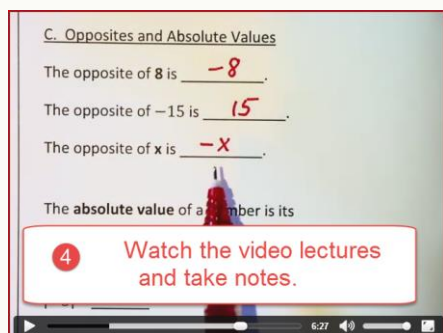 C. Opposites and Absolute Values
The opposite of 8 is −8.
The opposite of −15 is 15.
The opposite of x is −x.
The absolute value of a number is its
4 Watch the video lectures
and take notes.
6:27